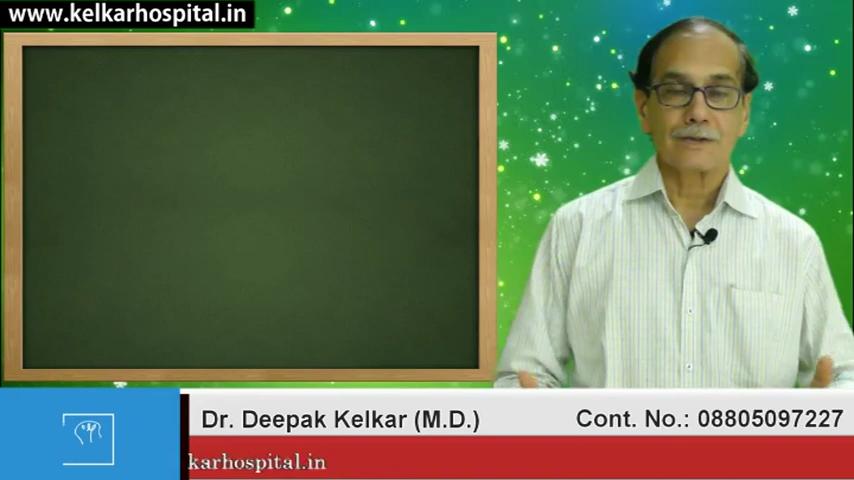 www.kelkarhospital.in
Dr. Deepak Kelkar (M.D.)
Cont. No.: 08805097227
karhospital.in